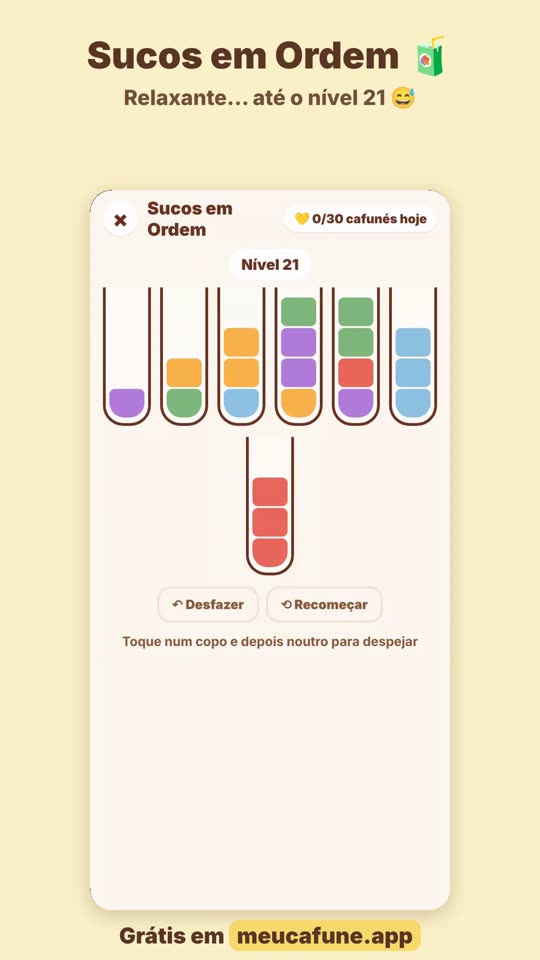 Sucos em Ordem 🧃
Relaxante... até o nível 21 😅
✖
Sucos em
Ordem
💛 0/30 cafunés hoje
Nível 21
↶ Desfazer
⟲ Recomeçar
Toque num copo e depois noutro para despejar
Grátis em meucafune.app